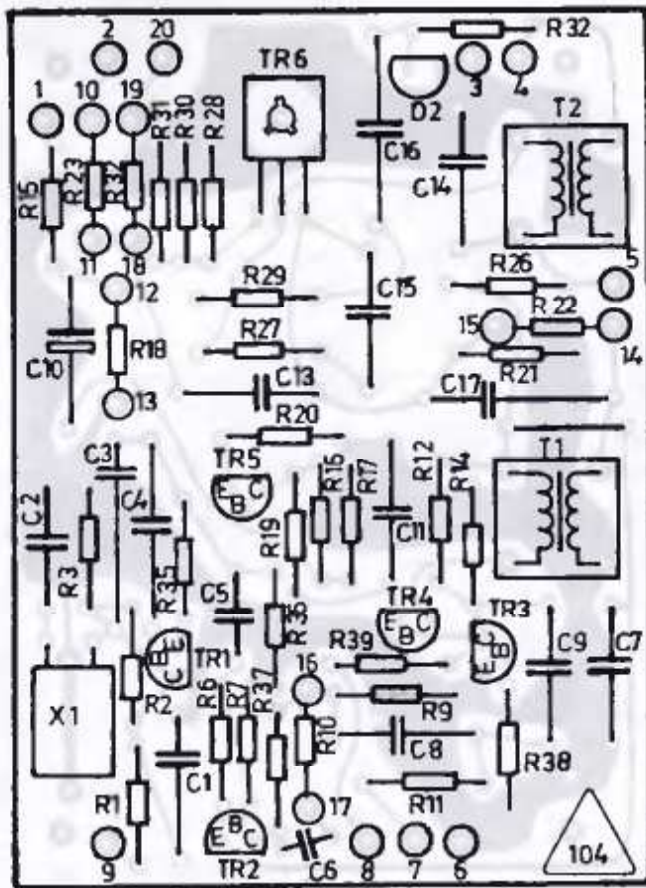 R32
2 20
TR6
D2
3 4
1 10 19
R31 R30 R28
C16
T2
C14
R15 R23
11 18
5
12
R29
C15
R26
R22
15
14
R18
R27
R21
C10
13
C13
C17
R20
C3
TR5
R16 R17
R12 R14
T1
C2
C4
E B C
R19
C11
R3
R35
C5
R36
TR4
TR3
E B C
C B E
R39
C9 C7
TR1
E B C
16
X1
R2
R6 R7 R37
R9
R10
C8
C1
R38
R1
R11
17
E B C
9
TR2
C6
8 7 6
104